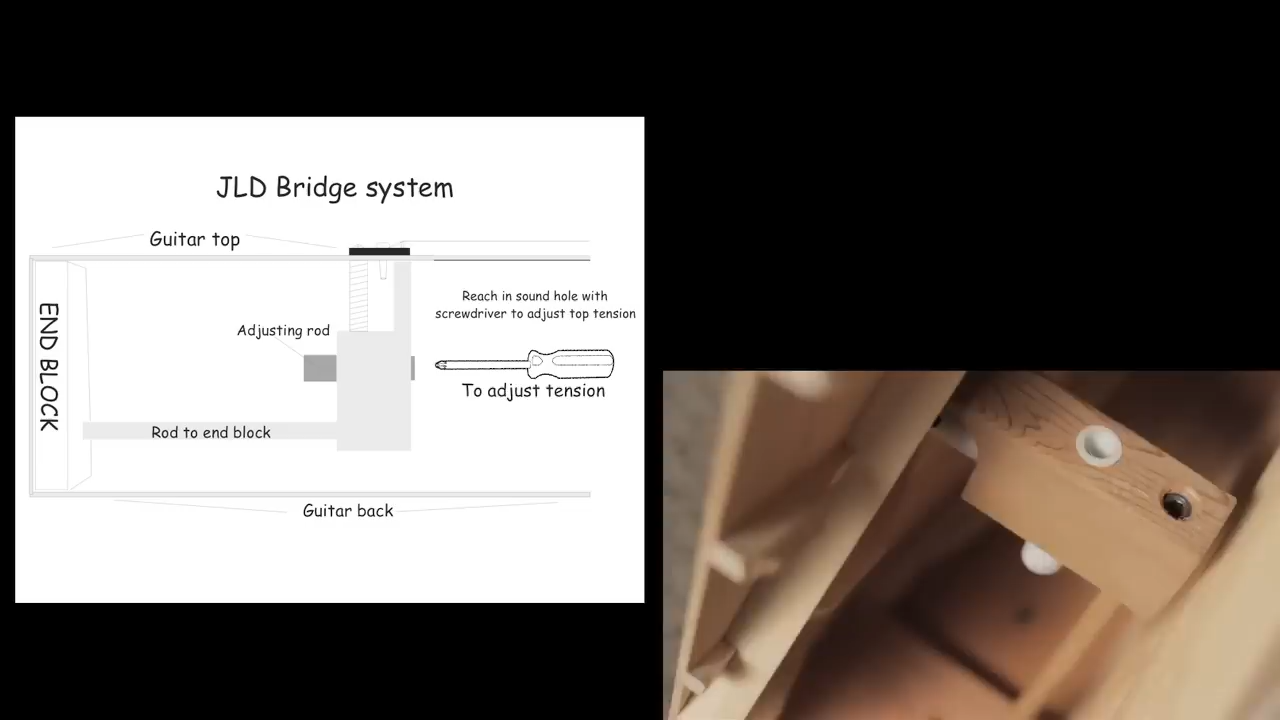 JLD Bridge system
Guitar top
Reach in sound hole with
screwdriver to adjust top tension
Adjusting rod
END BLOCK
To adjust tension
Rod to end block
Guitar back